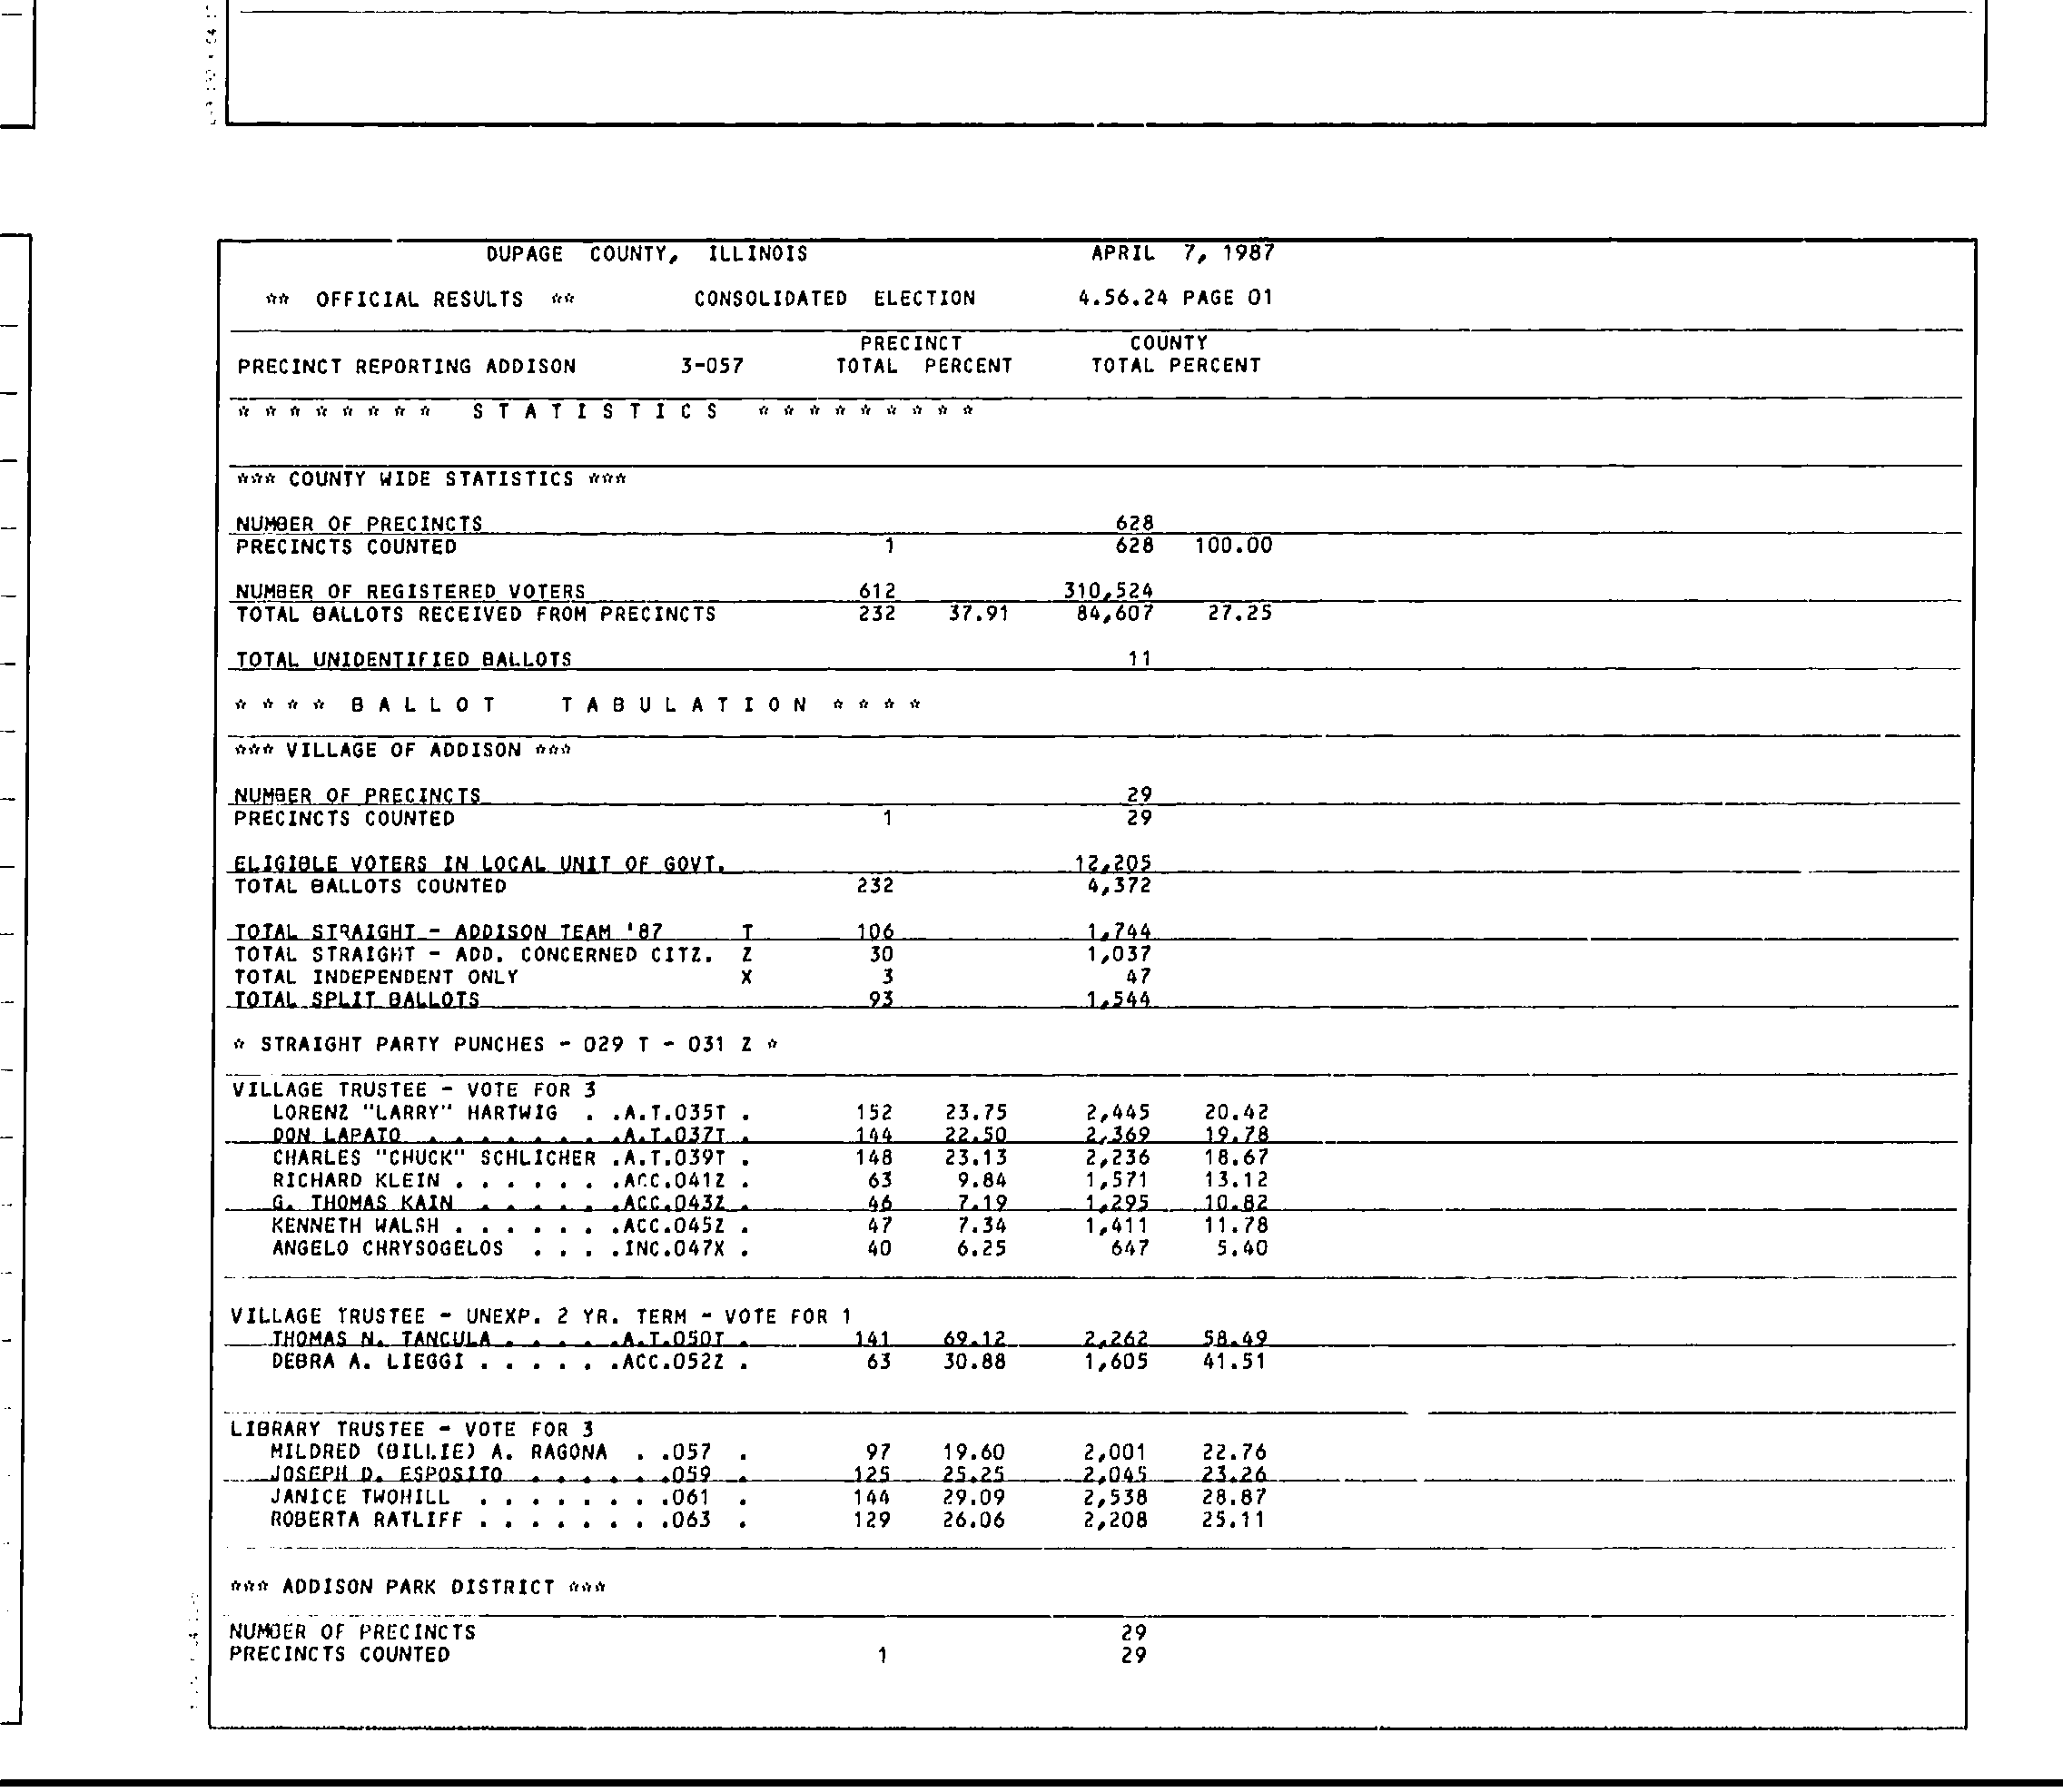 DUPAGE COUNTY, ILLINOIS APRIL 7, 1987
** OFFICIAL RESULTS ** CONSOLIDATED ELECTION 4.56.24 PAGE 01
PRECINCT COUNTY
PRECINCT REPORTING ADDISON 3-057 TOTAL PERCENT TOTAL PERCENT
* * * * * * * * S T A T I S T I C S * * * * * * * * *
*** COUNTY WIDE STATISTICS ***
NUMBER OF PRECINCTS 628
PRECINCTS COUNTED 1 628 100.00
NUMBER OF REGISTERED VOTERS 612 310,524
TOTAL BALLOTS RECEIVED FROM PRECINCTS 232 37.91 84,607 27.25
TOTAL UNIDENTIFIED BALLOTS 11
* * * * B A L L O T T A B U L A T I O N * * * *
*** VILLAGE OF ADDISON ***
NUMBER OF PRECINCTS 29
PRECINCTS COUNTED 1 29
ELIGIBLE VOTERS IN LOCAL UNIT OF GOVT. 12,205
TOTAL BALLOTS COUNTED 232 4,372
TOTAL STRAIGHT - ADDISON TEAM '87 T 106 1,744
TOTAL STRAIGHT - ADD. CONCERNED CITZ. Z 30 1,037
TOTAL INDEPENDENT ONLY X 3 47
TOTAL SPLIT BALLOTS 93 1,544
* STRAIGHT PARTY PUNCHES - 029 T - 031 Z *
VILLAGE TRUSTEE - VOTE FOR 3
LORENZ "LARRY" HARTWIG . .A.T.035T . 152 23.75 2,445 20.42
DON LAPATO . . . . . . . .A.T.037T . 144 22.50 2,369 19.78
CHARLES "CHUCK" SCHLICHER .A.T.039T . 148 23.13 2,236 18.67
RICHARD KLEIN . . . . . . .ACC.041Z . 63 9.84 1,571 13.12
G. THOMAS KAIN . . . . . .ACC.043Z . 46 7.19 1,295 10.82
KENNETH WALSH . . . . . . .ACC.045Z . 47 7.34 1,411 11.78
ANGELO CHRYSOGELOS . . . .INC.047X . 40 6.25 647 5.40
VILLAGE TRUSTEE - UNEXP. 2 YR. TERM - VOTE FOR 1
THOMAS N. TANCULA . . . . .A.T.050T . 141 69.12 2,262 58.49
DEBRA A. LIEGGI . . . . . .ACC.052Z . 63 30.88 1,605 41.51
LIBRARY TRUSTEE - VOTE FOR 3
MILDRED (BILLIE) A. RAGONA . .057 . 97 19.60 2,001 22.76
JOSEPH D. ESPOSITO . . . . . .059 . 125 25.25 2,045 23.26
JANICE TWOHILL . . . . . . . .061 . 144 29.09 2,538 28.87
ROBERTA RATLIFF . . . . . . . .063 . 129 26.06 2,208 25.11
*** ADDISON PARK DISTRICT ***
NUMBER OF PRECINCTS 29
PRECINCTS COUNTED 1 29